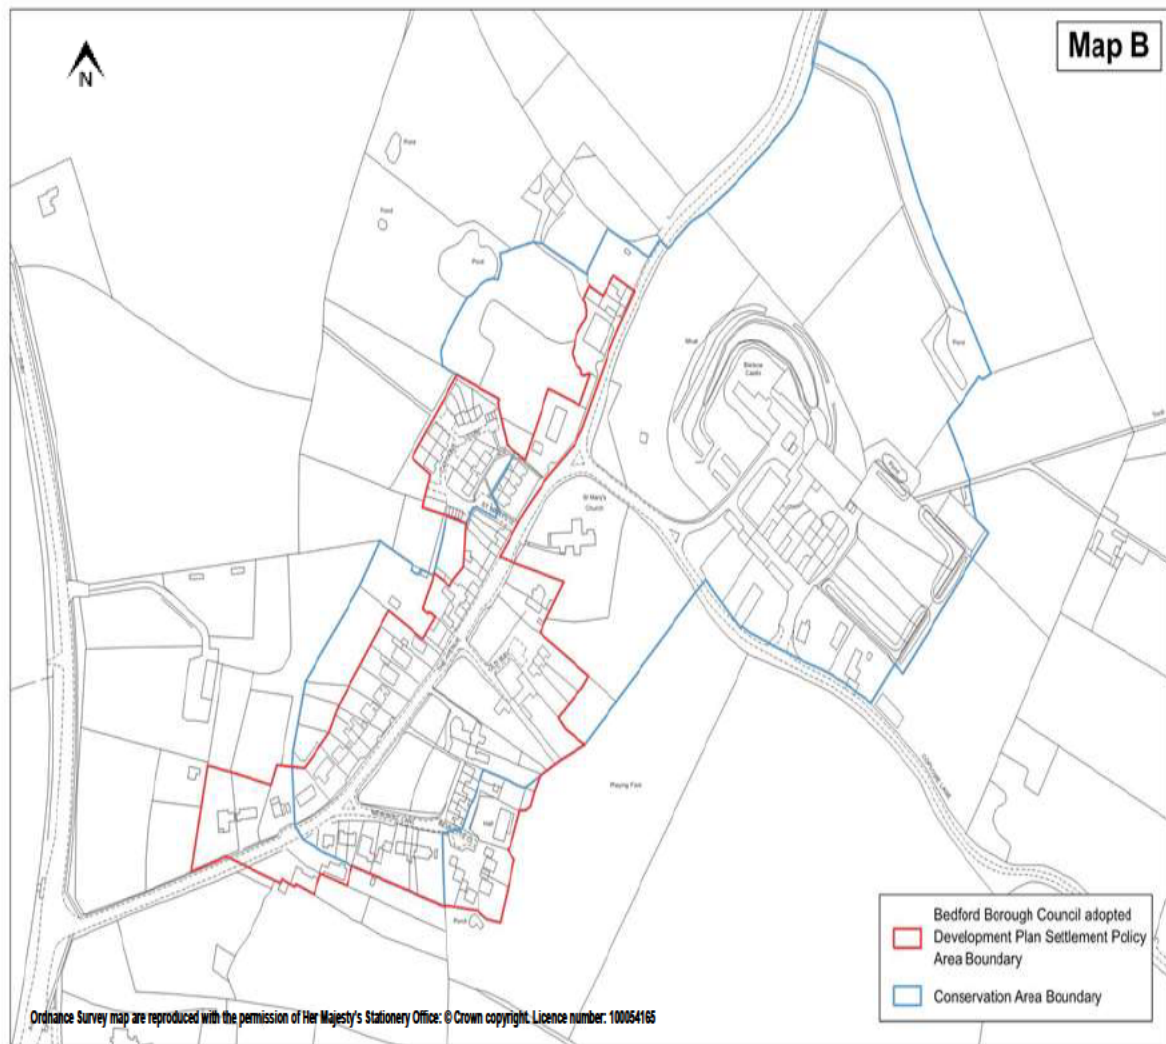 Map B
N
Pond
Pond
Pond
Pond
Moat
Castle
Pond
St Mary's
Church
Playing Field
Hall
Pond
Bedford Borough Council adopted
Development Plan Settlement Policy
Area Boundary
Conservation Area Boundary
Ordnance Survey map are reproduced with the permission of Her Majesty's Stationery Office: © Crown copyright. Licence number: 100054165